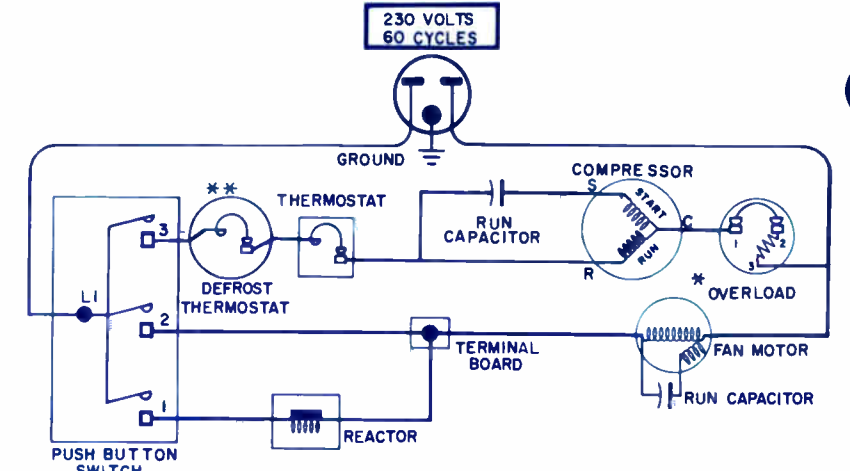 230 VOLTS
60 CYCLES
GROUND
COMPRESSOR
**
THERMOSTAT
S
START
RUN
CAPACITOR
C
RUN
R
1
2
3
*
OVERLOAD
3
DEFROST
THERMOSTAT
L1
2
TERMINAL
BOARD
FAN MOTOR
1
RUN CAPACITOR
REACTOR
PUSH BUTTON
SWITCH